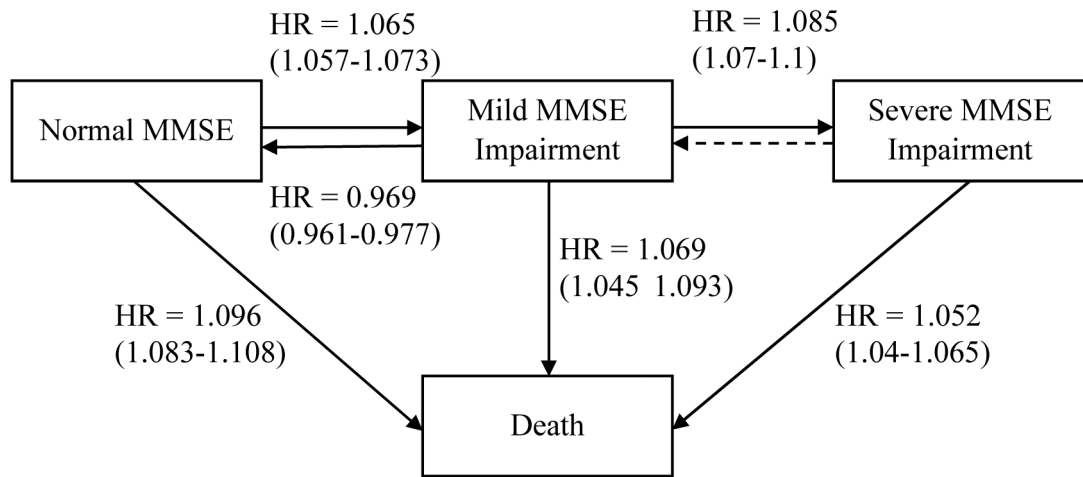 HR = 1.065
(1.057-1.073)
HR = 1.085
(1.07-1.1)
Normal MMSE
Mild MMSE
Impairment
Severe MMSE
Impairment
HR = 0.969
(0.961-0.977)
HR = 1.069
(1.045 1.093)
HR = 1.096
(1.083-1.108)
HR = 1.052
(1.04-1.065)
Death